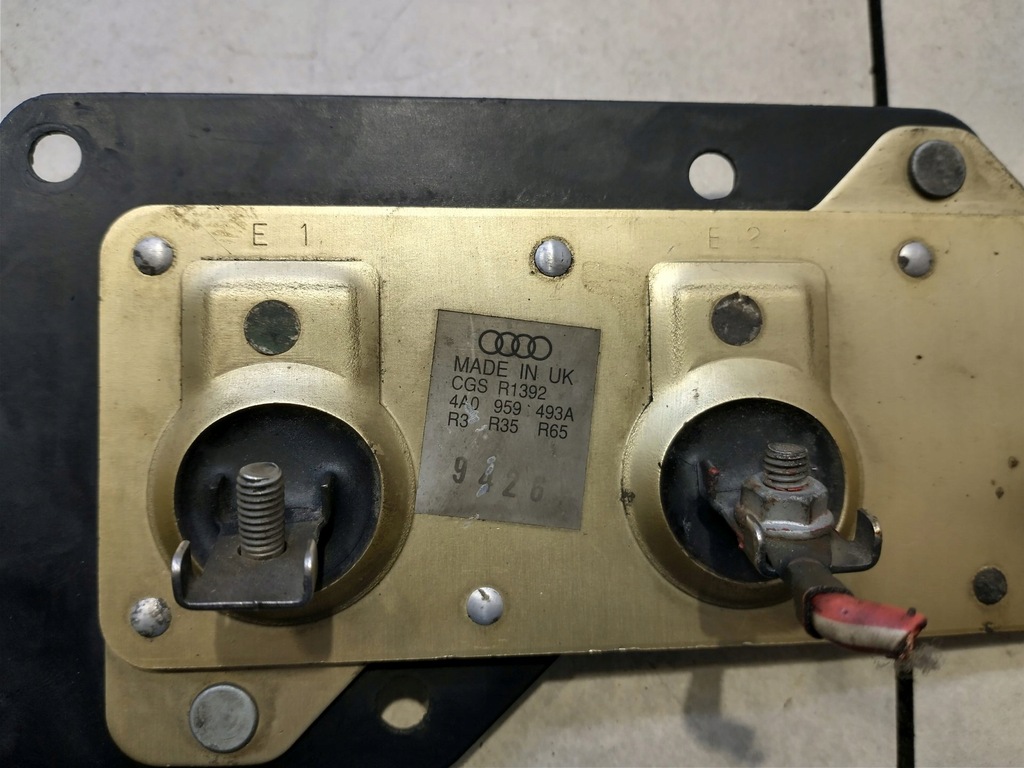 E 1
E 2
MADE IN UK
CGS R1392
4A0 959 493A
R3 R35 R65
9426